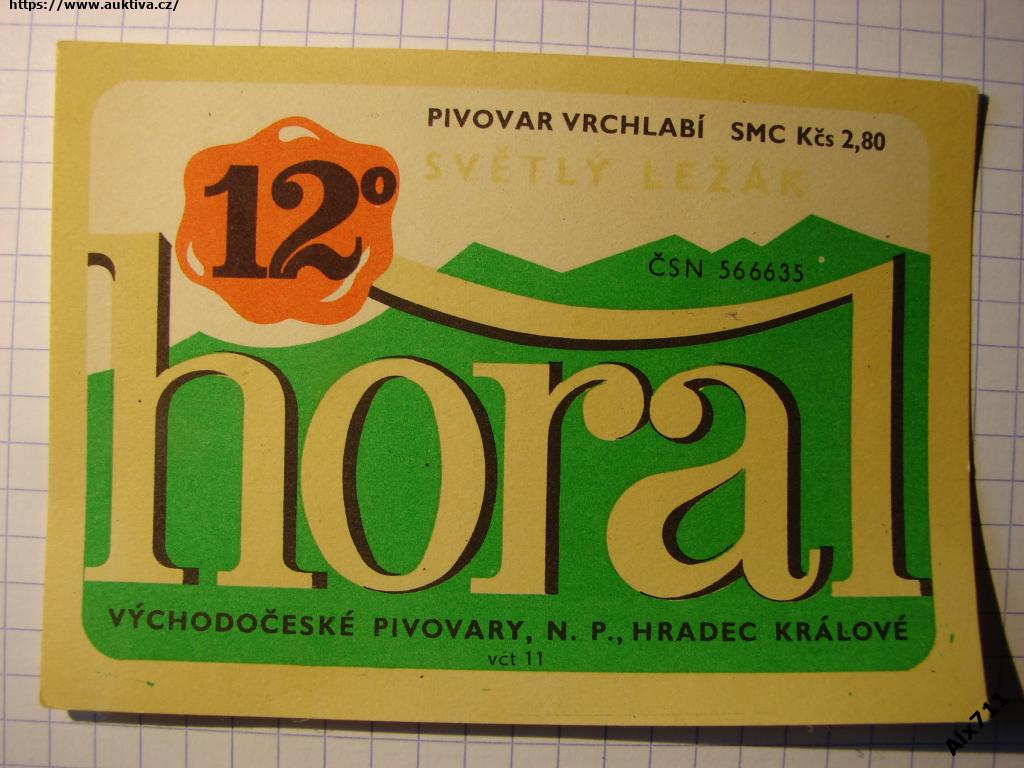 https://www.auktiva.cz/
PIVOVAR VRCHLABÍ SMC Kčs 2,80
SVĚTLÝ LEŽÁK
12°
ČSN 566635
horal
VÝCHODOČESKÉ PIVOVARY, N. P., HRADEC KRÁLOVÉ
včt 11
Alx711